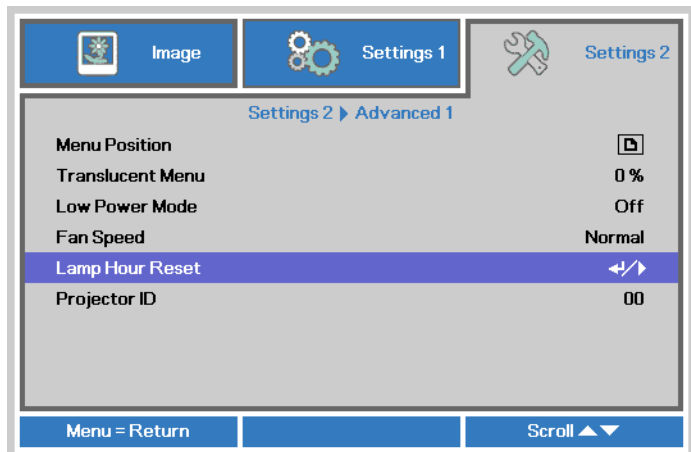 Image Settings 1 Settings 2
Settings 2 ▶ Advanced 1
Menu Position
Translucent Menu 0 %
Low Power Mode Off
Fan Speed Normal
Lamp Hour Reset ↵/▶
Projector ID 00
Menu = Return Scroll ▲▼